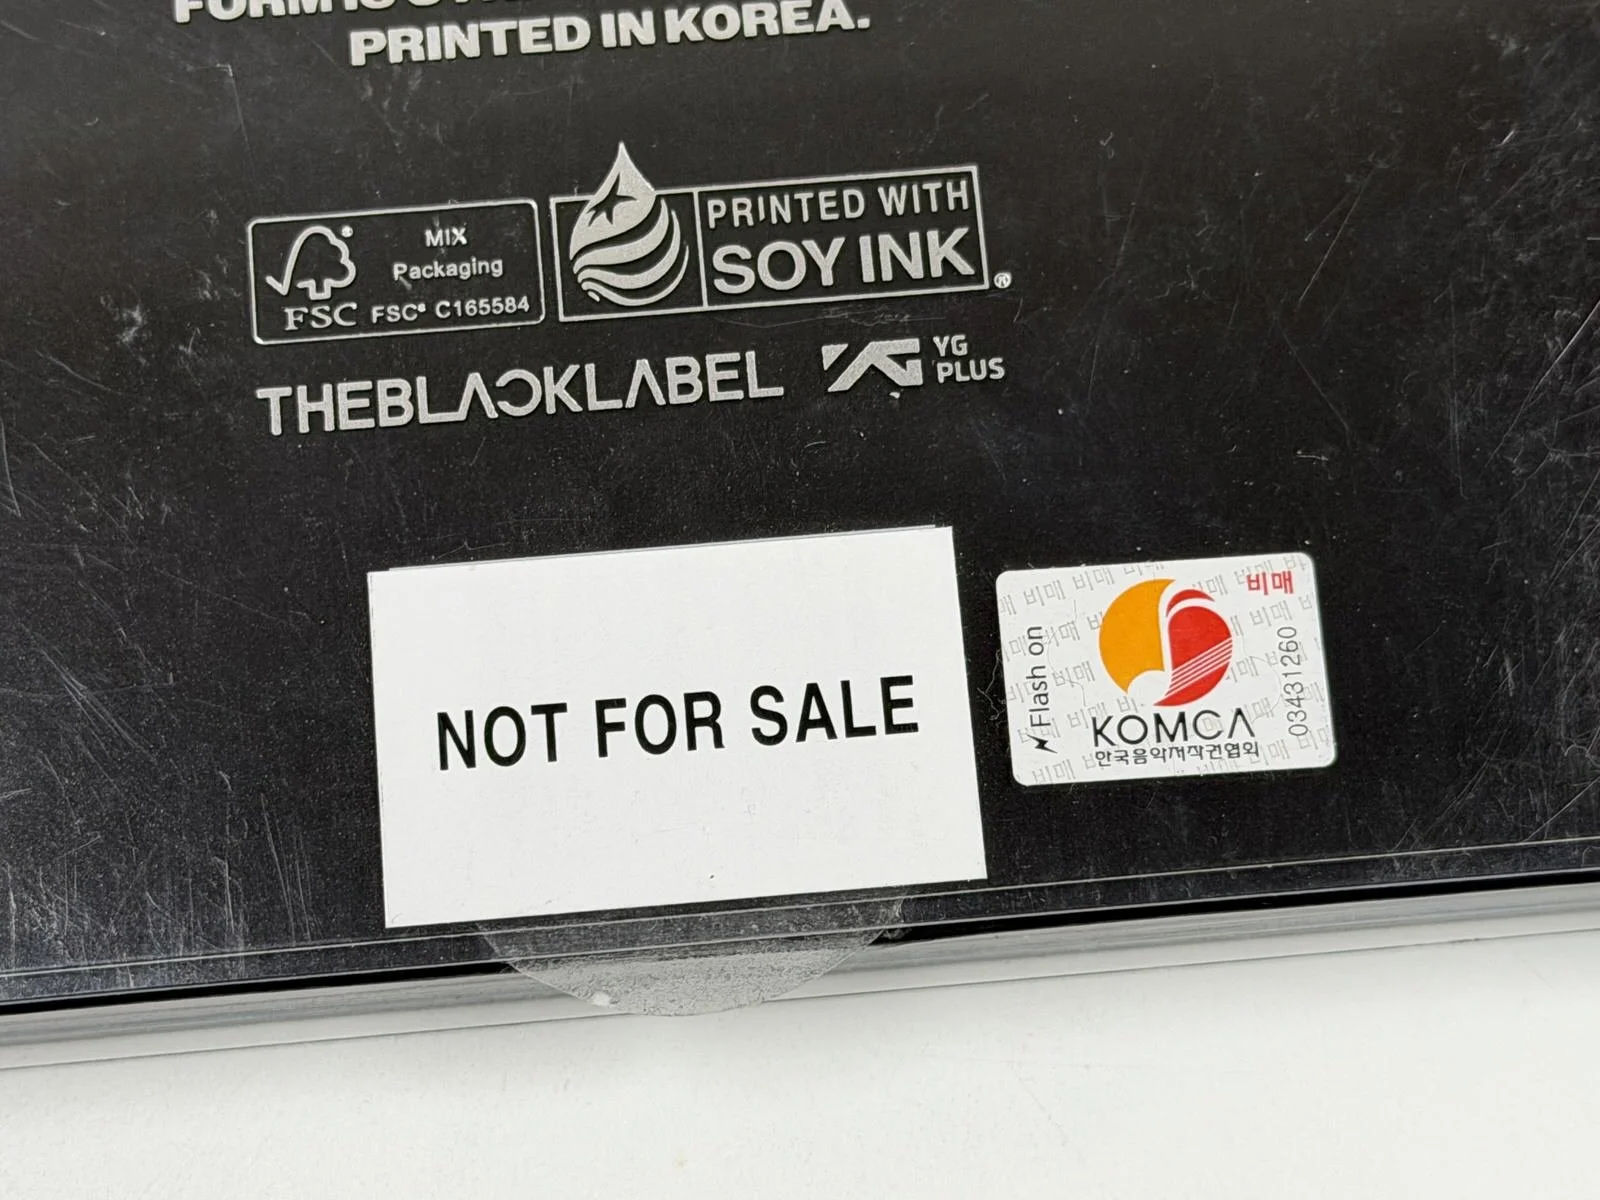 PRINTED IN KOREA.
MIX
Packaging
FSC FSC® C165584
PRINTED WITH
SOY INK ®
THEBLACKLABEL
YG
PLUS
NOT FOR SALE
비매
Flash on
03431260
KOMCA
한국음악저작권협회